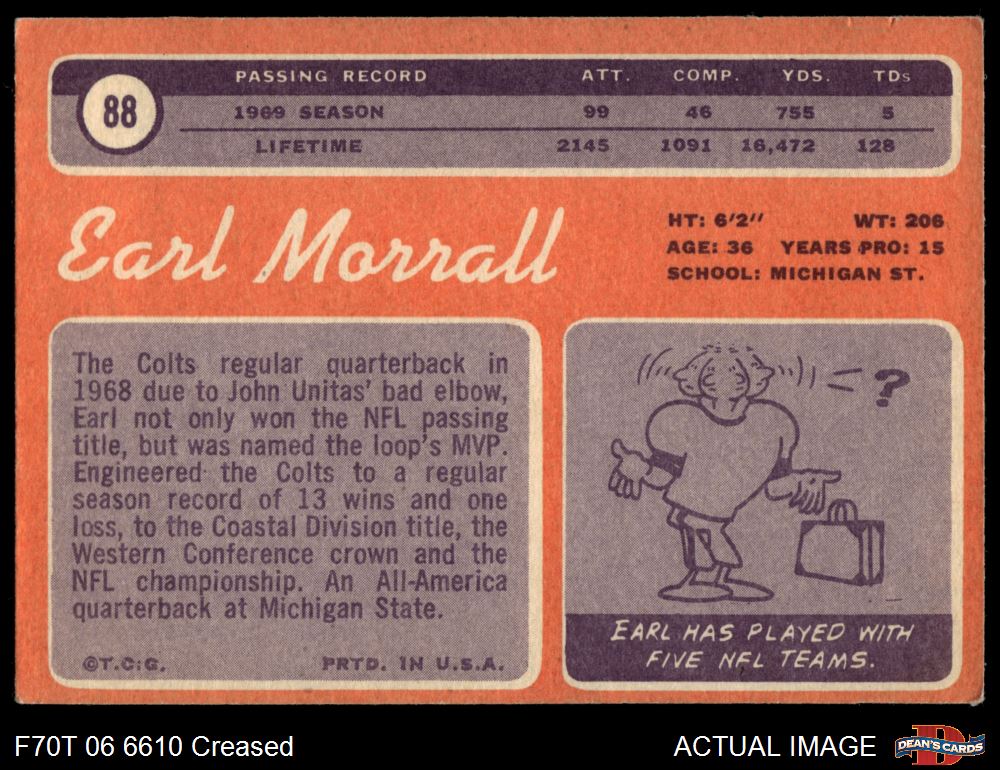 88
PASSING RECORD ATT. COMP. YDS. TDs
1969 SEASON 99 46 755 5
LIFETIME 2145 1091 16,472 128
Earl Morrall
HT: 6'2" WT: 206
AGE: 36 YEARS PRO: 15
SCHOOL: MICHIGAN ST.
The Colts regular quarterback in
1968 due to John Unitas' bad elbow,
Earl not only won the NFL passing
title, but was named the loop's MVP.
Engineered the Colts to a regular
season record of 13 wins and one
loss, to the Coastal Division title, the
Western Conference crown and the
NFL championship. An All-America
quarterback at Michigan State.
©T.C.G. PRTD. IN U.S.A.
?
EARL HAS PLAYED WITH
FIVE NFL TEAMS.
F70T 06 6610 Creased
ACTUAL IMAGE
D
DEAN'S CARDS